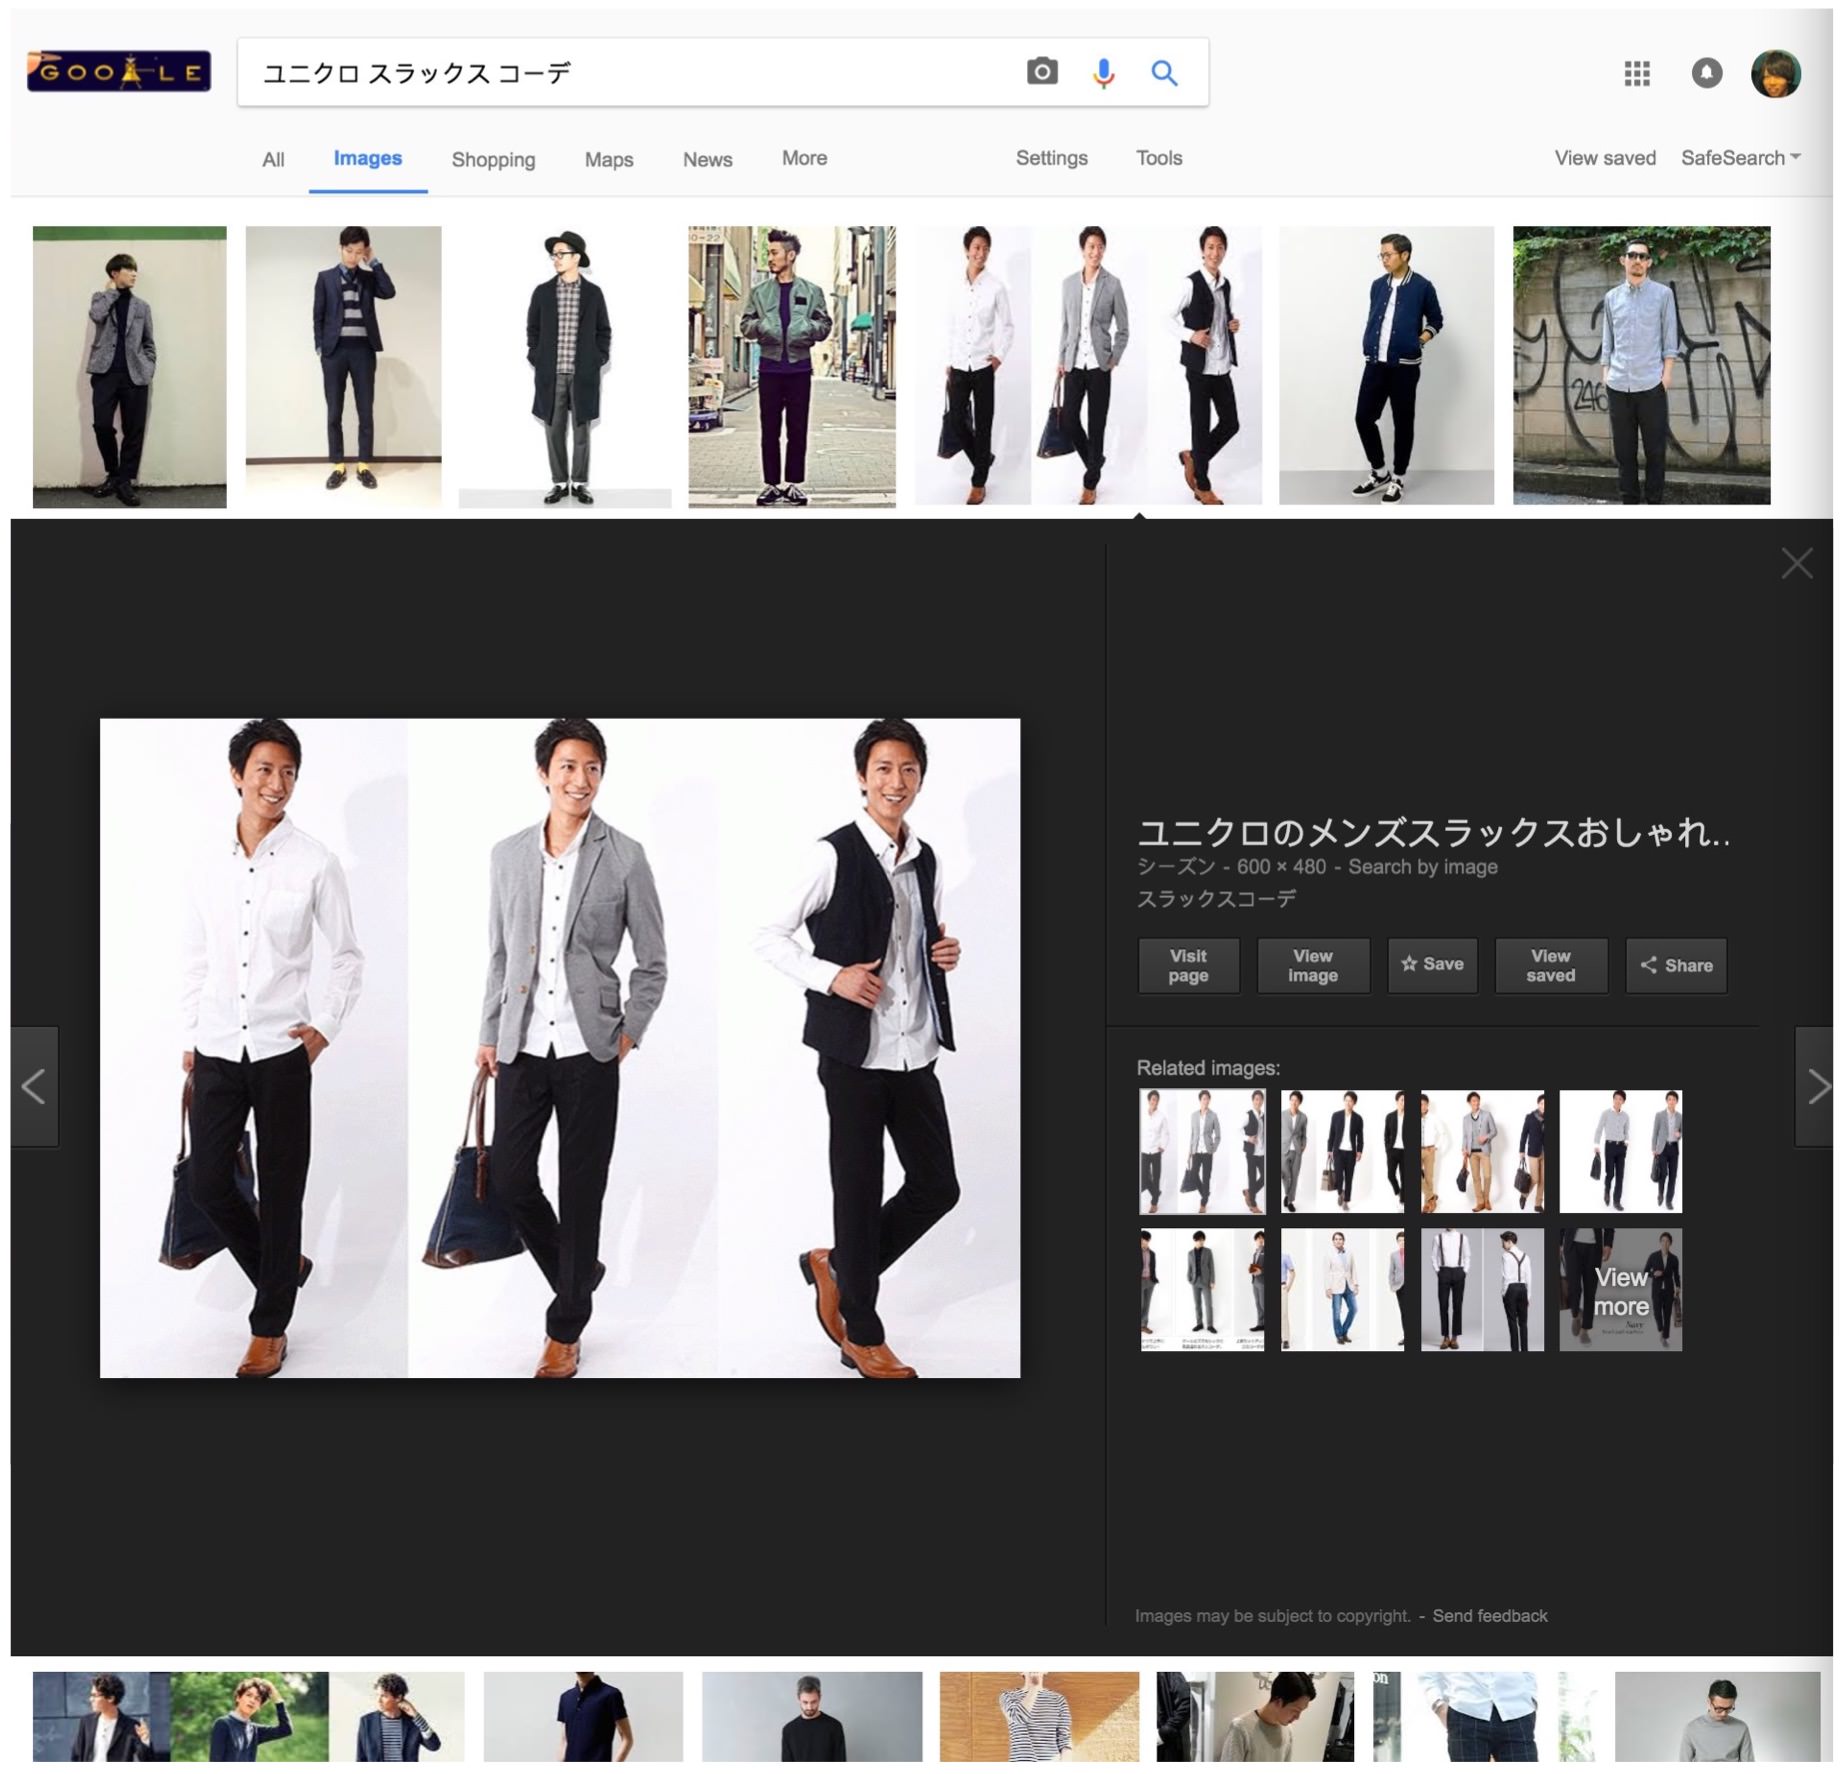 GOOGLE
ユニクロ スラックス コーデ
All Images Shopping Maps News More Settings Tools View saved SafeSearch
10-22
246
ユニクロのメンズスラックスおしゃれ..
シーズン - 600 × 480 - Search by image
スラックスコーデ
Visit page
View image
Save
View saved
Share
Related images:
View more
Navy
Images may be subject to copyright. - Send feedback
on